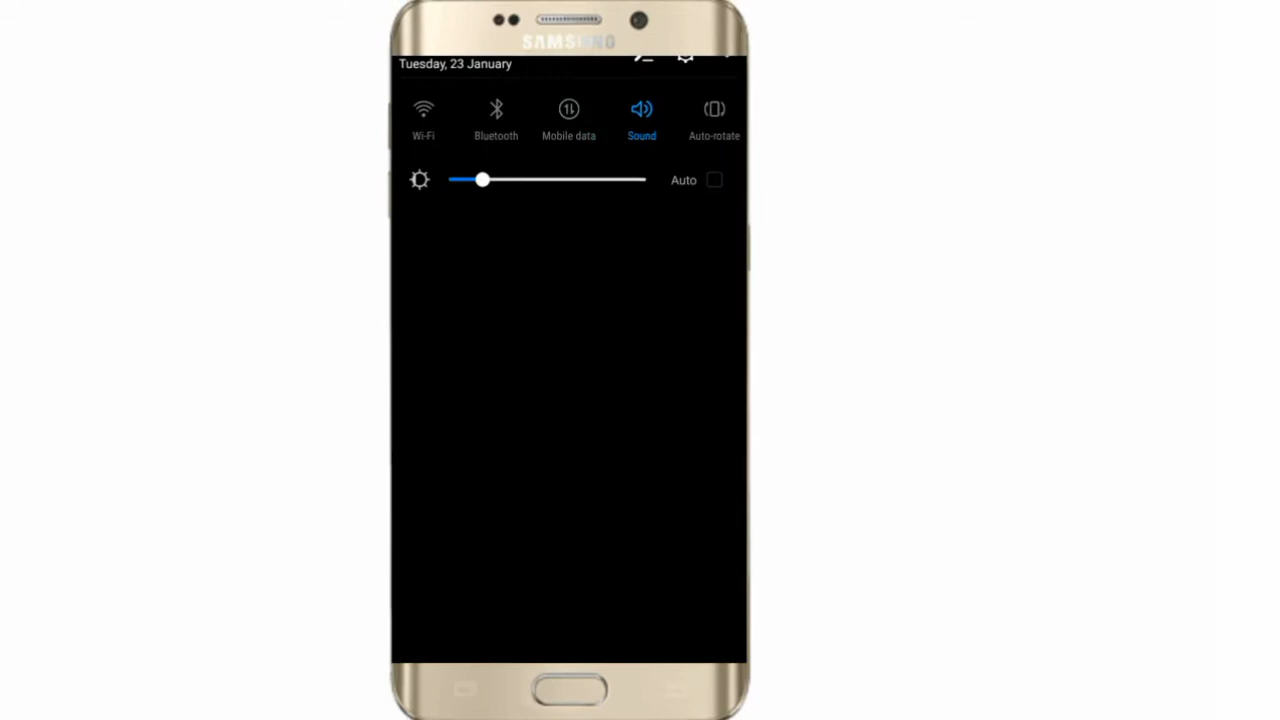 SAMSUNG
Tuesday, 23 January
Wi-Fi
Bluetooth
Mobile data
Sound
Auto-rotate
Auto